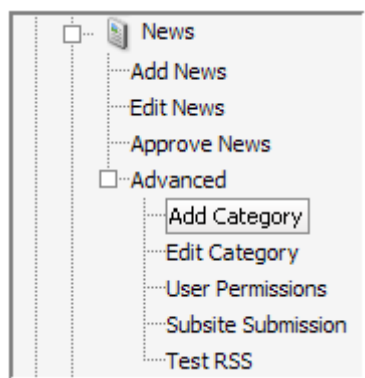 News
Add News
Edit News
Approve News
Advanced
Add Category
Edit Category
User Permissions
Subsite Submission
Test RSS